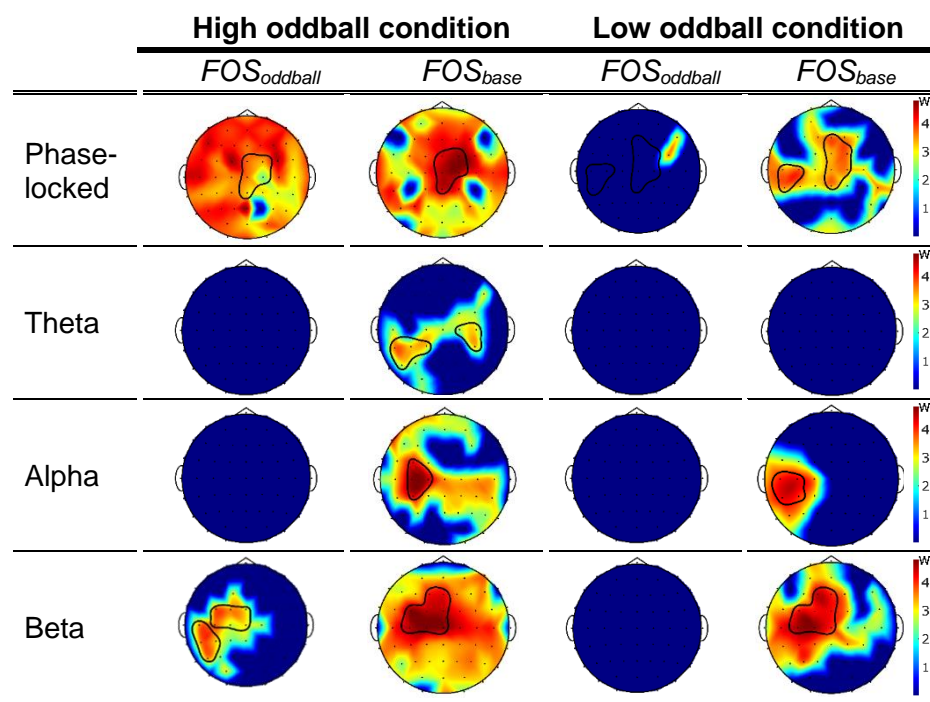 High oddball condition Low oddball condition
FOSoddball FOSbase FOSoddball FOSbase
Phase-
locked
W
4
3
2
1
Theta
W
4
3
2
1
Alpha
W
4
3
2
1
Beta
W
4
3
2
1